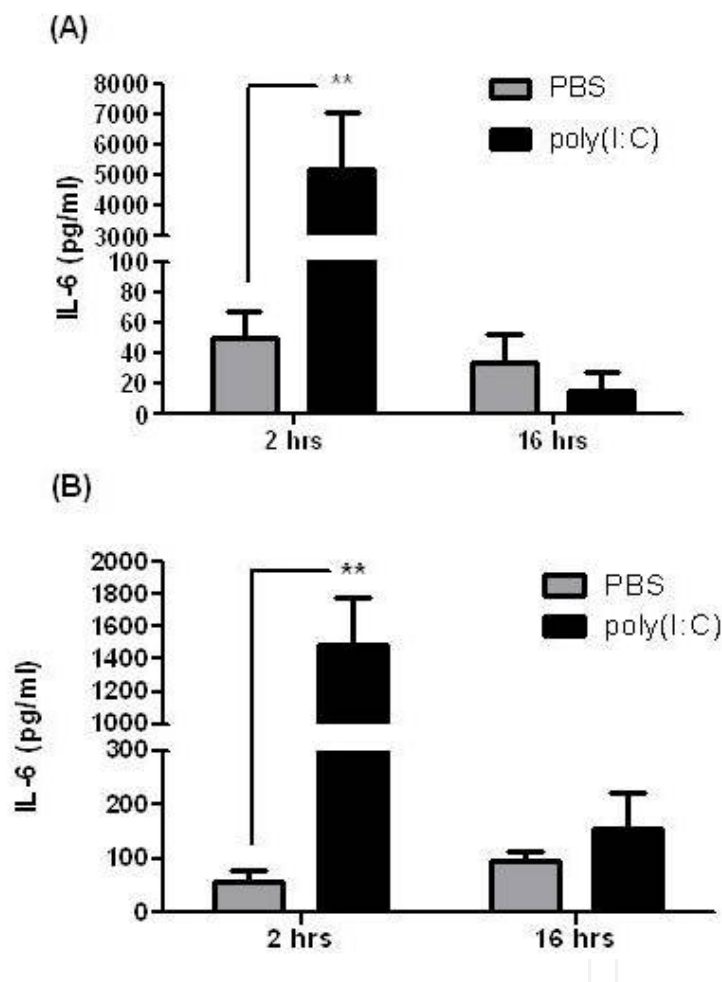 (A)
**
PBS
poly(I:C)
8000
7000
6000
5000
4000
3000
100
80
60
40
20
0
IL-6 (pg/ml)
2 hrs
16 hrs
(B)
**
PBS
poly(I:C)
2000
1800
1600
1400
1200
1000
300
200
100
0
IL-6 (pg/ml)
2 hrs
16 hrs